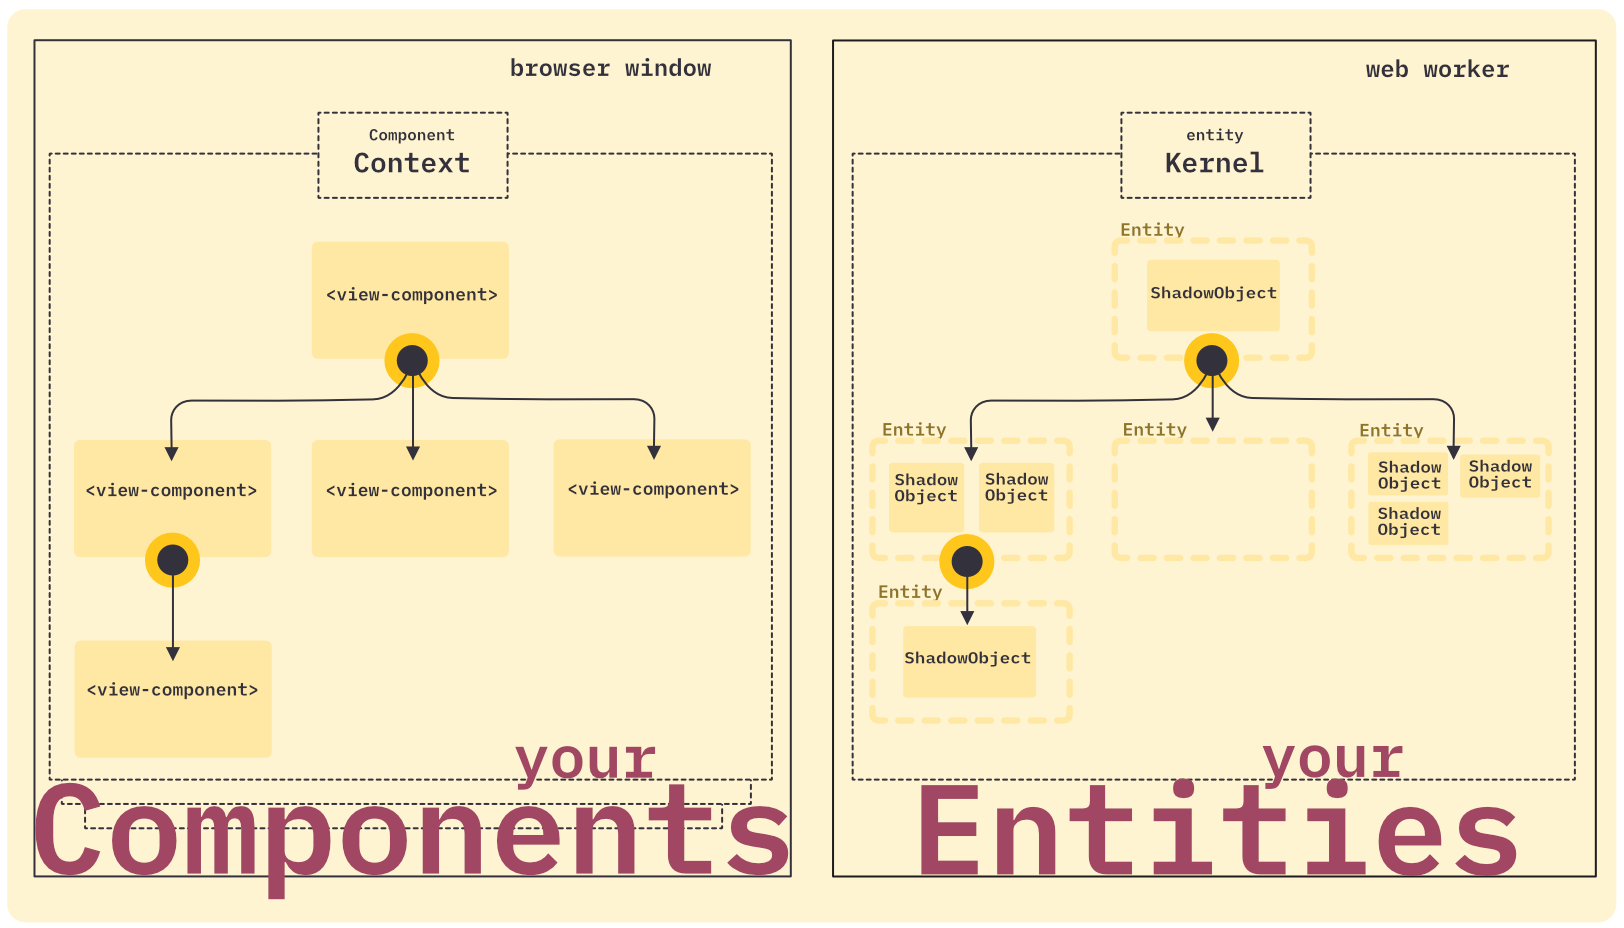 browser window
Component
Context
<view-component>
<view-component>
<view-component>
<view-component>
<view-component>
your
Components
web worker
entity
Kernel
Entity
ShadowObject
Entity
Shadow
Object
Shadow
Object
Entity
Entity
Shadow
Object
Shadow
Object
Shadow
Object
Entity
ShadowObject
your
Entities